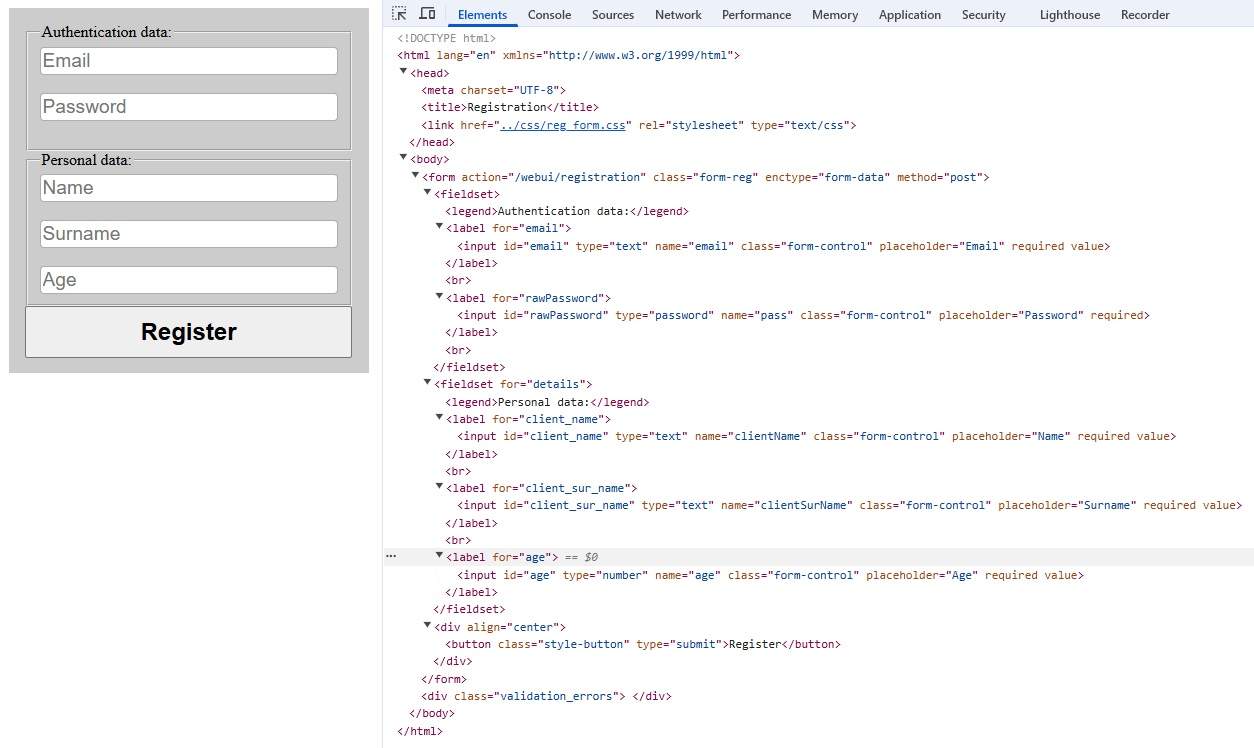 Authentication data:
Email
Password
Personal data:
Name
Surname
Age
Register
Elements Console Sources Network Performance Memory Application Security Lighthouse Recorder
<!DOCTYPE html>
<html lang="en" xmlns="http://www.w3.org/1999/html">
<head>
<meta charset="UTF-8">
<title>Registration</title>
<link href="../css/reg_form.css" rel="stylesheet" type="text/css">
</head>
<body>
<form action="/webui/registration" class="form-reg" enctype="form-data" method="post">
<fieldset>
<legend>Authentication data:</legend>
<label for="email">
<input id="email" type="text" name="email" class="form-control" placeholder="Email" required value>
</label>
<br>
<label for="rawPassword">
<input id="rawPassword" type="password" name="pass" class="form-control" placeholder="Password" required>
</label>
<br>
</fieldset>
<fieldset for="details">
<legend>Personal data:</legend>
<label for="client_name">
<input id="client_name" type="text" name="clientName" class="form-control" placeholder="Name" required value>
</label>
<br>
<label for="client_sur_name">
<input id="client_sur_name" type="text" name="clientSurName" class="form-control" placeholder="Surname" required value>
</label>
<br>
... <label for="age"> == $0
<input id="age" type="number" name="age" class="form-control" placeholder="Age" required value>
</label>
</fieldset>
<div align="center">
<button class="style-button" type="submit">Register</button>
</div>
</form>
<div class="validation_errors"> </div>
</body>
</html>